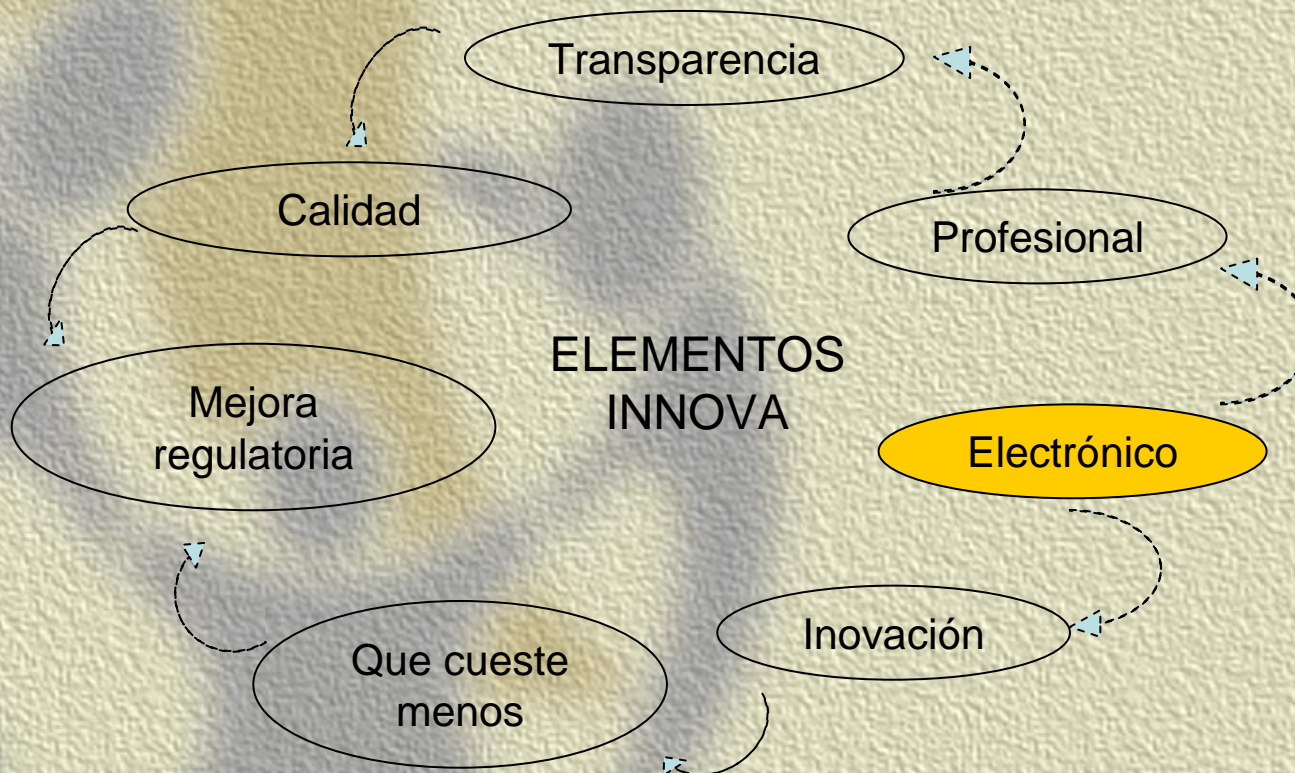 Transparencia
Calidad
Profesional
ELEMENTOS
INNOVA
Mejora
regulatoria
Electrónico
Inovación
Que cueste
menos